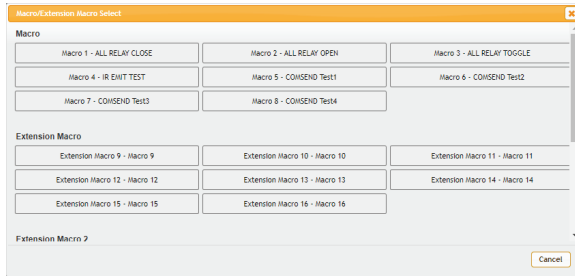 Macro/Extension Macro Select
Macro
Macro 1 - ALL RELAY CLOSE Macro 2 - ALL RELAY OPEN Macro 3 - ALL RELAY TOGGLE
Macro 4 - IR EMIT TEST Macro 5 - COMSEND Test1 Macro 6 - COMSEND Test2
Macro 7 - COMSEND Test3 Macro 8 - COMSEND Test4
Extension Macro
Extension Macro 9 - Macro 9 Extension Macro 10 - Macro 10 Extension Macro 11 - Macro 11
Extension Macro 12 - Macro 12 Extension Macro 13 - Macro 13 Extension Macro 14 - Macro 14
Extension Macro 15 - Macro 15 Extension Macro 16 - Macro 16
Extension Macro 2
Cancel